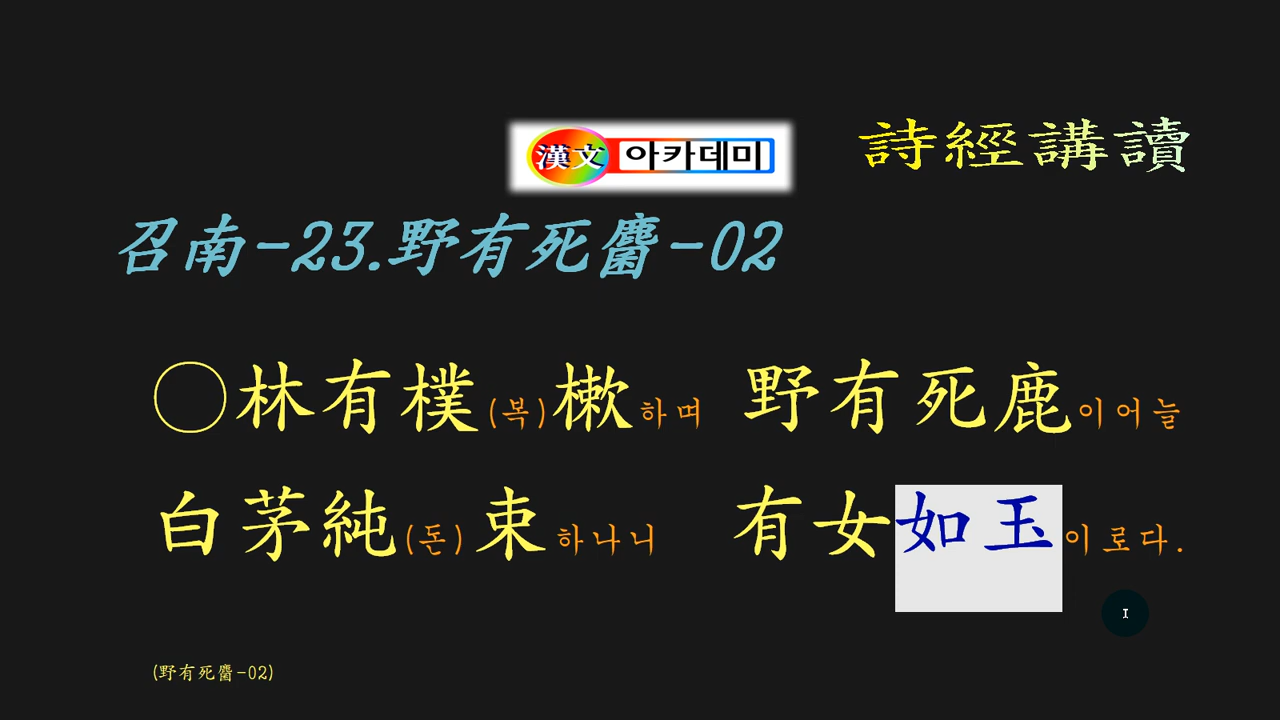 漢文 아카데미
詩經講讀
召南-23.野有死麕-02
○林有樸(복)樕하며 野有死鹿이어늘
白茅純(돈)束하나니 有女如玉이로다.
(野有死麕-02)